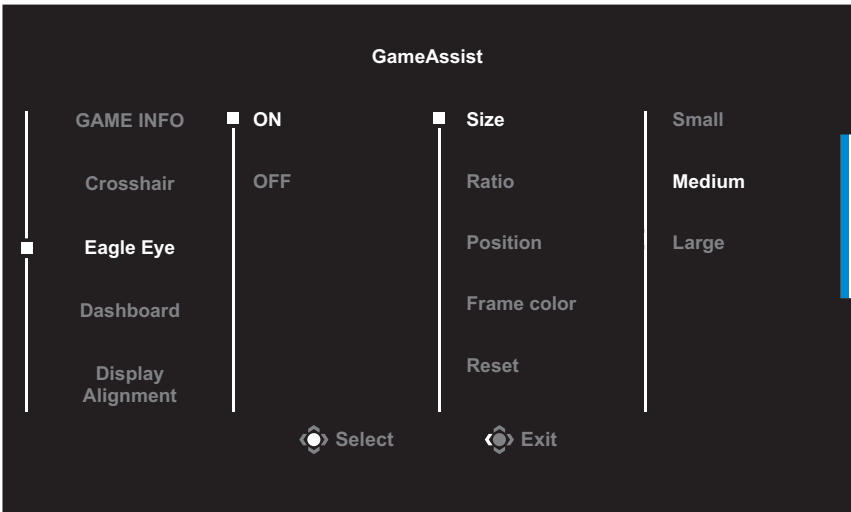 GameAssist
GAME INFO
Crosshair
Eagle Eye
Dashboard
Display
Alignment
ON
OFF
Size
Ratio
Position
Frame color
Reset
Small
Medium
Large
Select
Exit